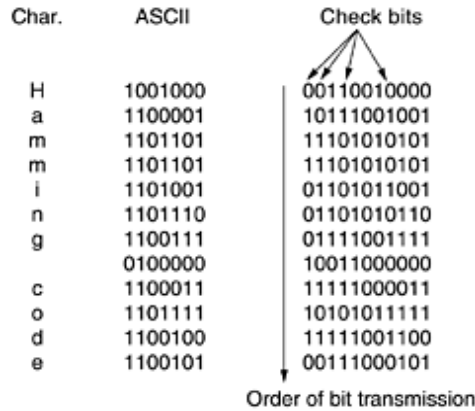 Char. ASCII Check bits
H 1001000 00110010000
a 1100001 10111001001
m 1101101 11101010101
m 1101101 11101010101
i 1101001 01101011001
n 1101110 01101010110
g 1100111 01111001111
0100000 10011000000
c 1100011 11111000011
o 1101111 10101011111
d 1100100 11111001100
e 1100101 00111000101
Order of bit transmission